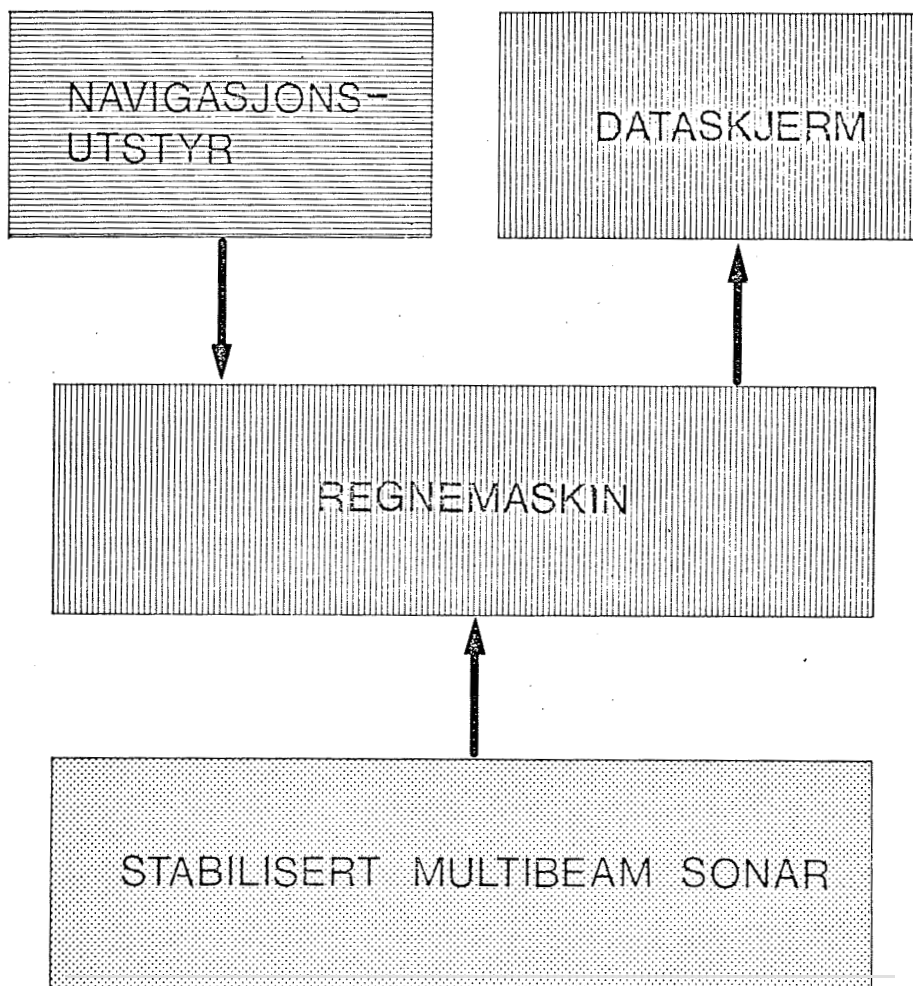 NAVIGASJONS-
UTSTYR
DATASKJERM
REGNEMASKIN
STABILISERT MULTIBEAM SONAR